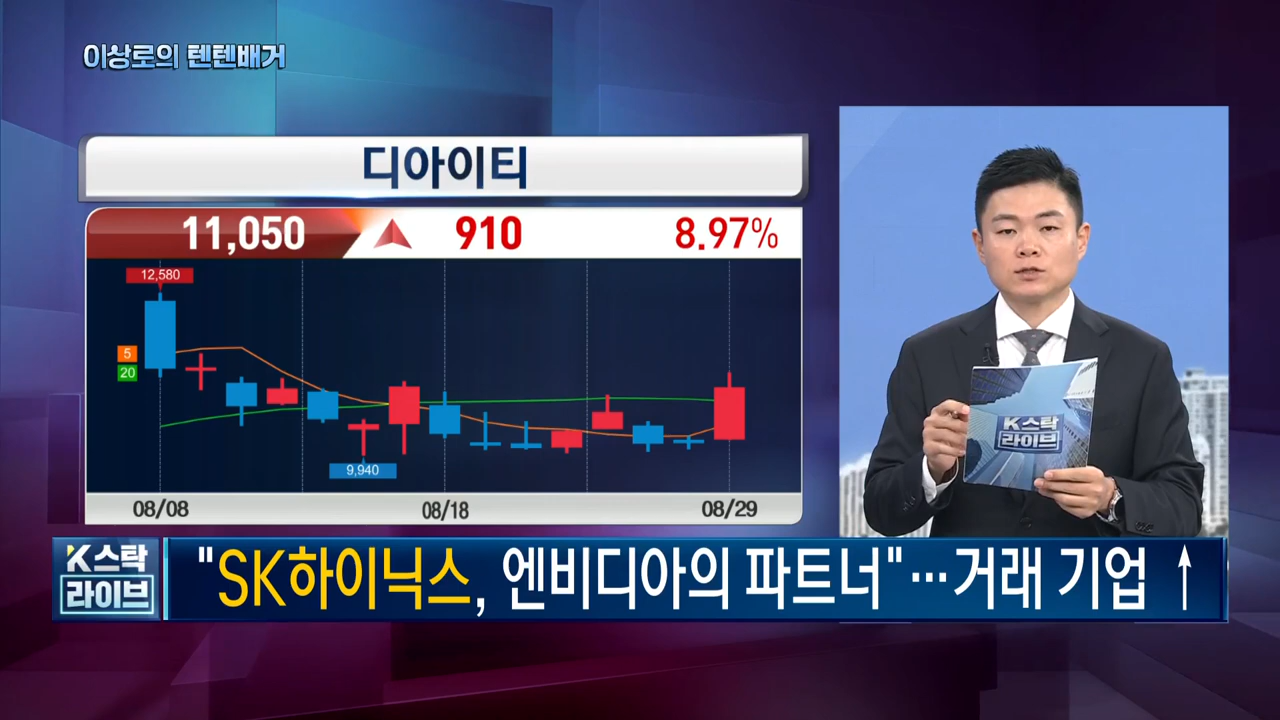 이상로의 텐텐배거
디아이티
11,050 ▲ 910 8.97%
12,580
5
20
9,940
08/08 08/18 08/29
K스탁
라이브
K스탁
라이브
"SK하이닉스, 엔비디아의 파트너"…거래 기업 ↑